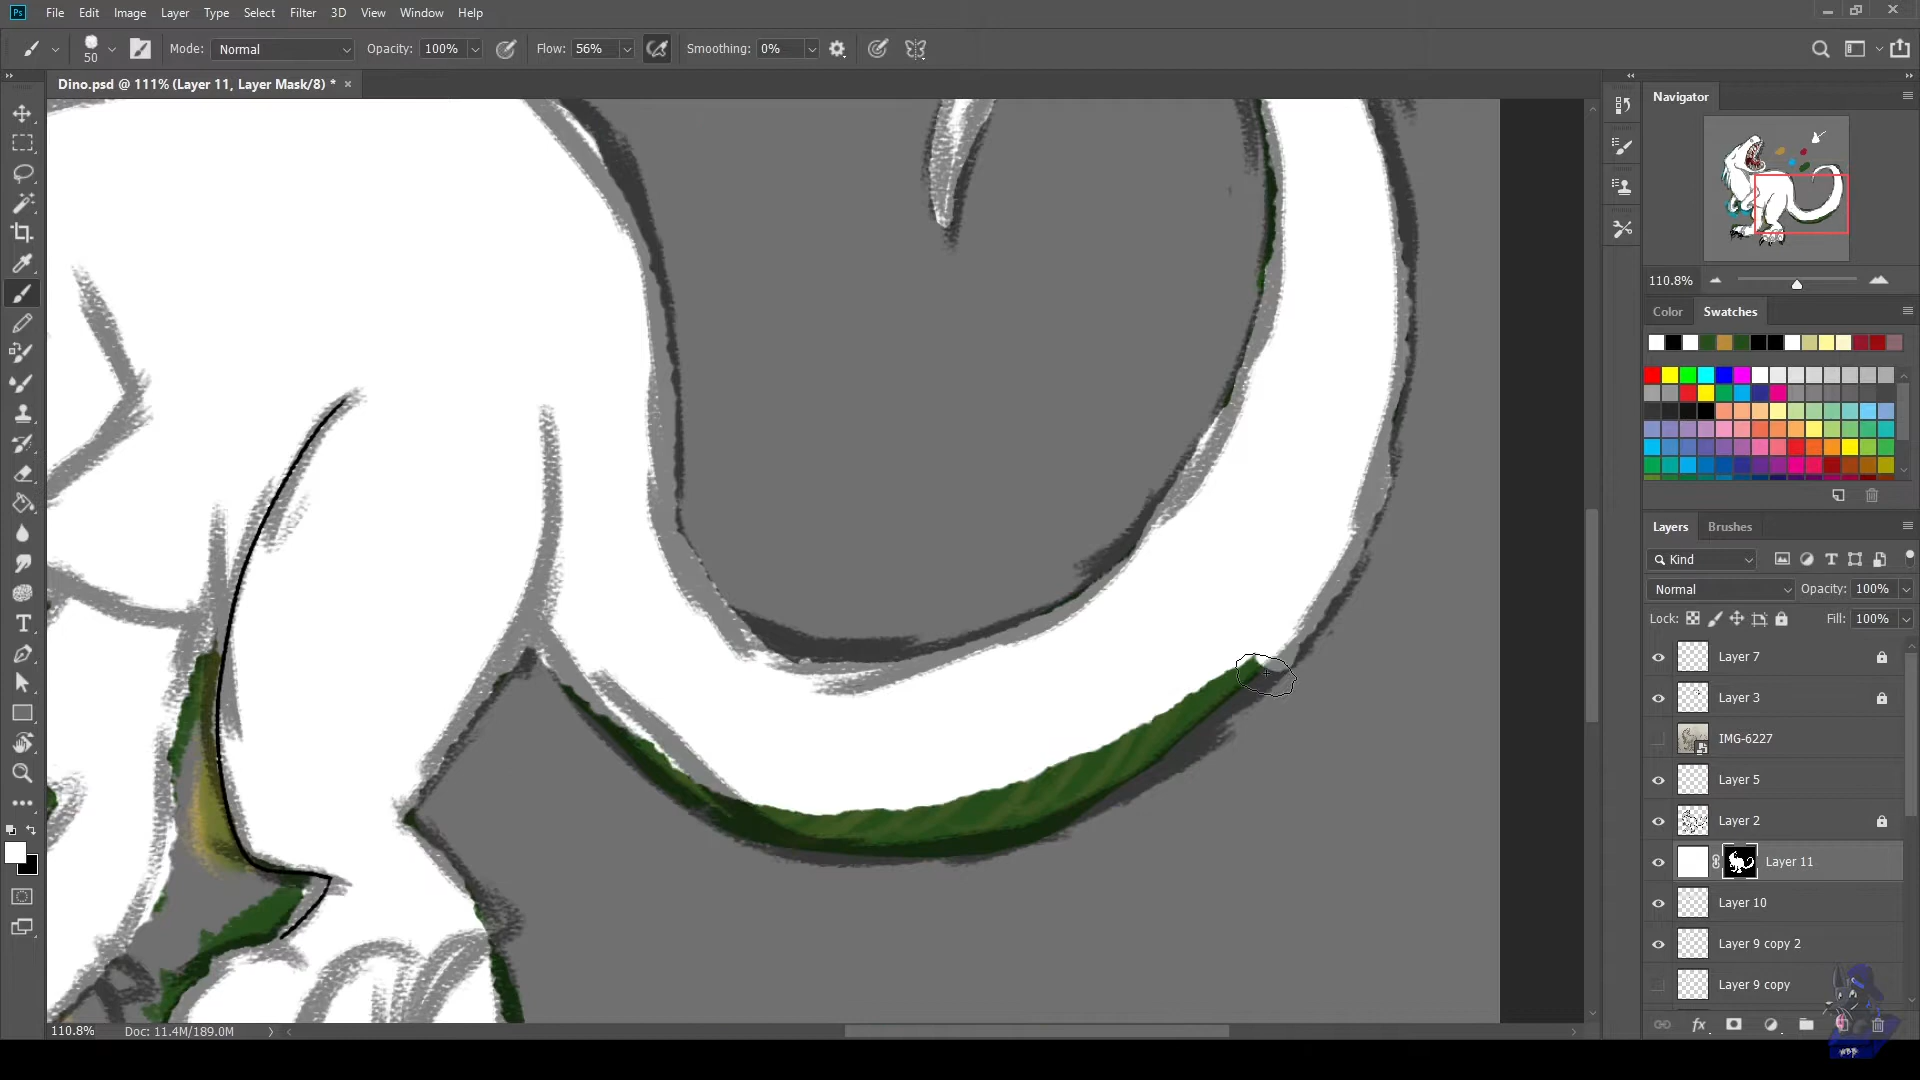 Ps File Edit Image Layer Type Select Filter 3D View Window Help
50 Mode: Normal Opacity: 100% Flow: 56% Smoothing: 0%
Dino.psd @ 111% (Layer 11, Layer Mask/8) * ×
Navigator
110.8%
Color Swatches
Layers Brushes
Kind
Normal Opacity: 100%
Lock: Fill: 100%
Layer 7
Layer 3
IMG-6227
Layer 5
Layer 2
Layer 11
Layer 10
Layer 9 copy 2
Layer 9 copy
110.8% Doc: 11.4M/189.0M
fx